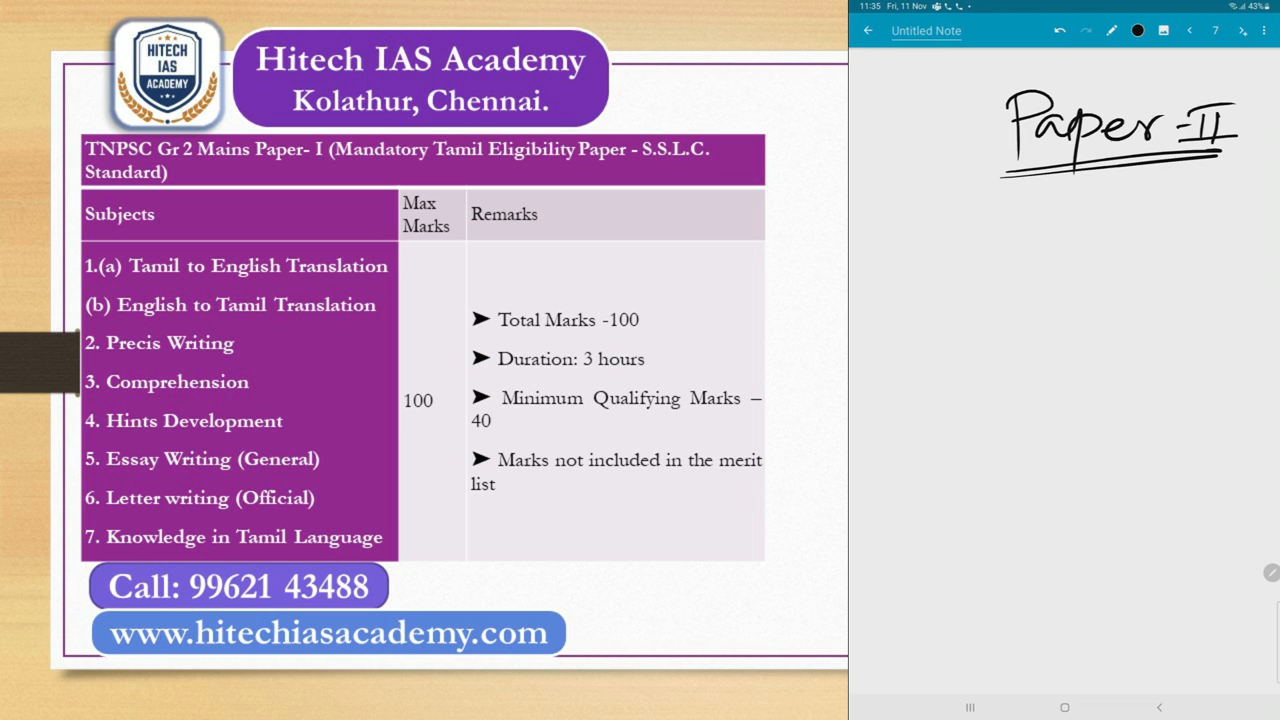 HITECH
IAS
ACADEMY
Hitech IAS Academy
Kolathur, Chennai.
TNPSC Gr 2 Mains Paper- I (Mandatory Tamil Eligibility Paper - S.S.L.C.
Standard)
Subjects
Max
Marks
Remarks
1.(a) Tamil to English Translation
(b) English to Tamil Translation
2. Precis Writing
3. Comprehension
4. Hints Development
5. Essay Writing (General)
6. Letter writing (Official)
7. Knowledge in Tamil Language
100
➤ Total Marks -100
➤ Duration: 3 hours
➤ Minimum Qualifying Marks –
40
➤ Marks not included in the merit
list
Call: 99621 43488
www.hitechiasacademy.com
11:35 Fri, 11 Nov
43%
Untitled Note
7
Paper - II